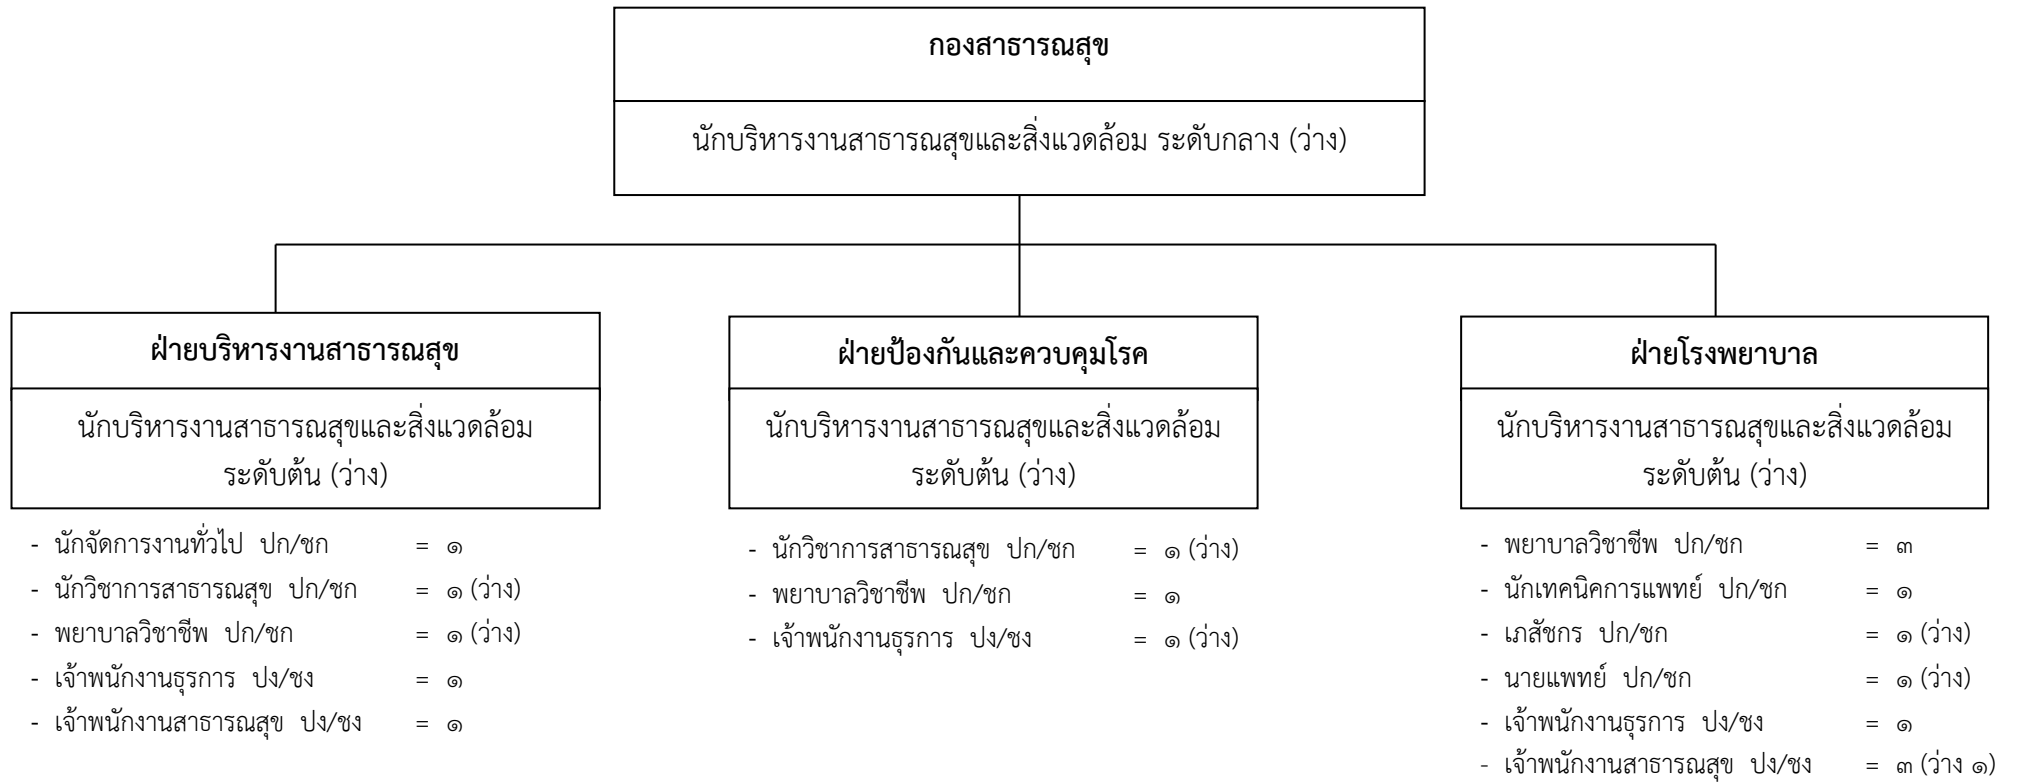 กองสาธารณสุข
นักบริหารงานสาธารณสุขและสิ่งแวดล้อม ระดับกลาง (ว่าง)
ฝ่ายบริหารงานสาธารณสุข
นักบริหารงานสาธารณสุขและสิ่งแวดล้อม
ระดับต้น (ว่าง)
- นักจัดการงานทั่วไป ปก/ชก = ๑
- นักวิชาการสาธารณสุข ปก/ชก = ๑ (ว่าง)
- พยาบาลวิชาชีพ ปก/ชก = ๑ (ว่าง)
- เจ้าพนักงานธุรการ ปง/ชง = ๑
- เจ้าพนักงานสาธารณสุข ปง/ชง = ๑
ฝ่ายป้องกันและควบคุมโรค
นักบริหารงานสาธารณสุขและสิ่งแวดล้อม
ระดับต้น (ว่าง)
- นักวิชาการสาธารณสุข ปก/ชก = ๑ (ว่าง)
- พยาบาลวิชาชีพ ปก/ชก = ๑
- เจ้าพนักงานธุรการ ปง/ชง = ๑ (ว่าง)
ฝ่ายโรงพยาบาล
นักบริหารงานสาธารณสุขและสิ่งแวดล้อม
ระดับต้น (ว่าง)
- พยาบาลวิชาชีพ ปก/ชก = ๓
- นักเทคนิคการแพทย์ ปก/ชก = ๑
- เภสัชกร ปก/ชก = ๑ (ว่าง)
- นายแพทย์ ปก/ชก = ๑ (ว่าง)
- เจ้าพนักงานธุรการ ปง/ชง = ๑
- เจ้าพนักงานสาธารณสุข ปง/ชง = ๓ (ว่าง ๑)